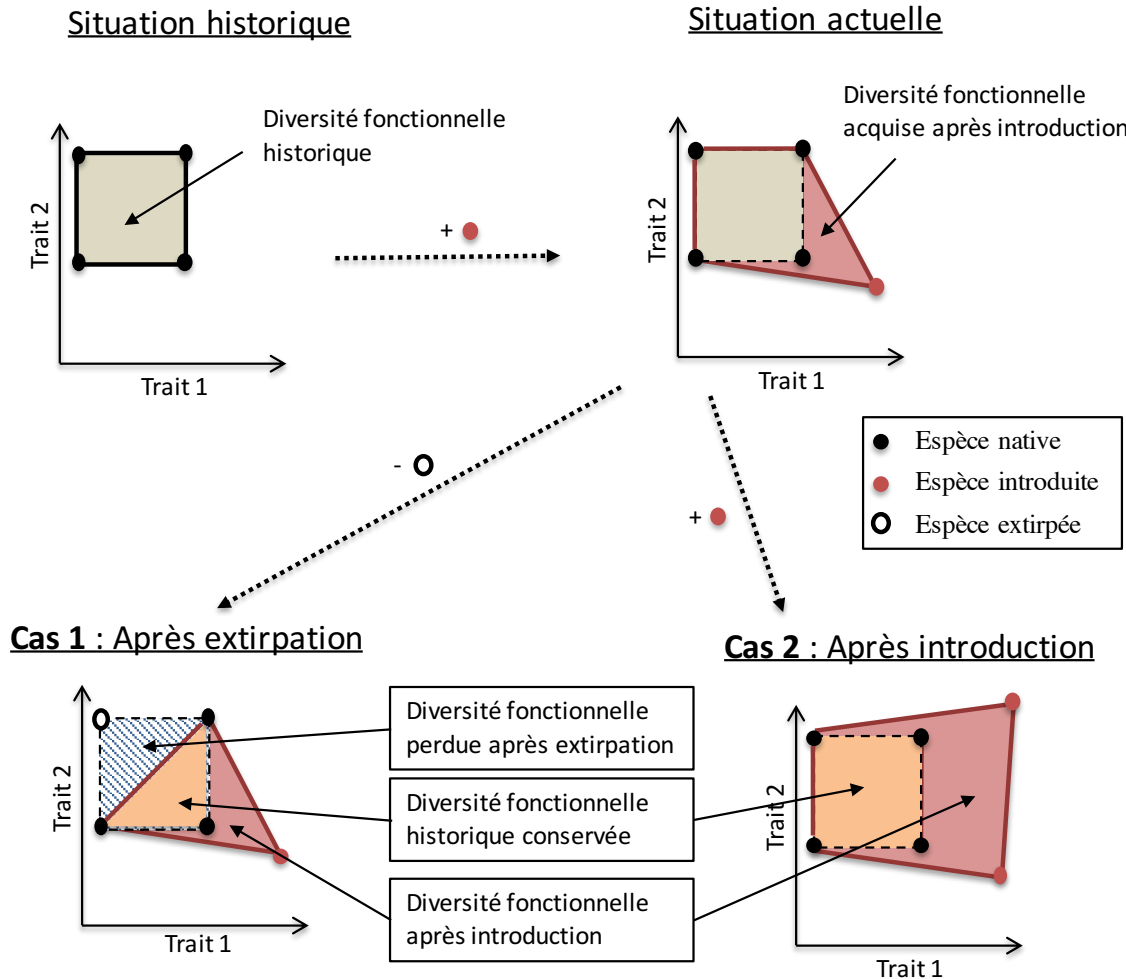 Situation historique
Situation actuelle
Diversité fonctionnelle
historique
Trait 2
Trait 1
+
Diversité fonctionnelle
acquise après introduction
Trait 2
Trait 1
Espèce native
Espèce introduite
Espèce extirpée
-
+
Cas 1 : Après extirpation
Cas 2 : Après introduction
Trait 2
Trait 1
Diversité fonctionnelle
perdue après extirpation
Diversité fonctionnelle
historique conservée
Diversité fonctionnelle
après introduction
Trait 2
Trait 1